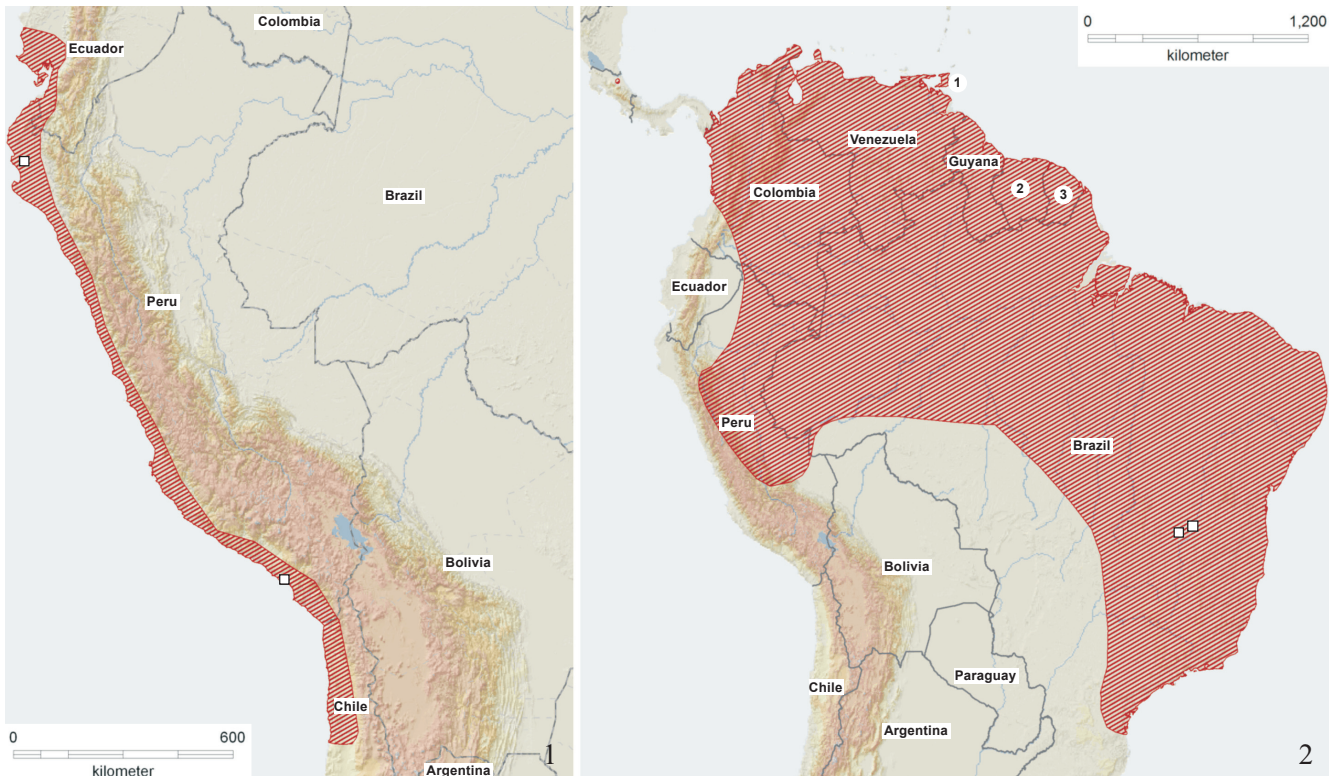 Colombia
Ecuador
Brazil
Peru
Bolivia
Chile
Argentina
0 600
kilometer
1
0 1,200
kilometer
1
Venezuela
Guyana
2
3
Colombia
Ecuador
Peru
Brazil
Bolivia
Paraguay
Chile
Argentina
2